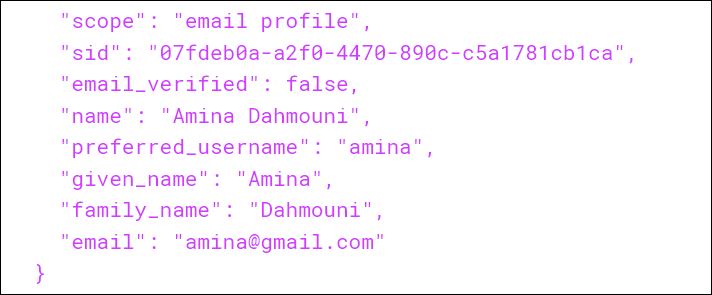 "scope": "email profile",
"sid": "07fdeb0a-a2f0-4470-890c-c5a1781cb1ca",
"email_verified": false,
"name": "Amina Dahmouni",
"preferred_username": "amina",
"given_name": "Amina",
"family_name": "Dahmouni",
"email": "amina@gmail.com"
}